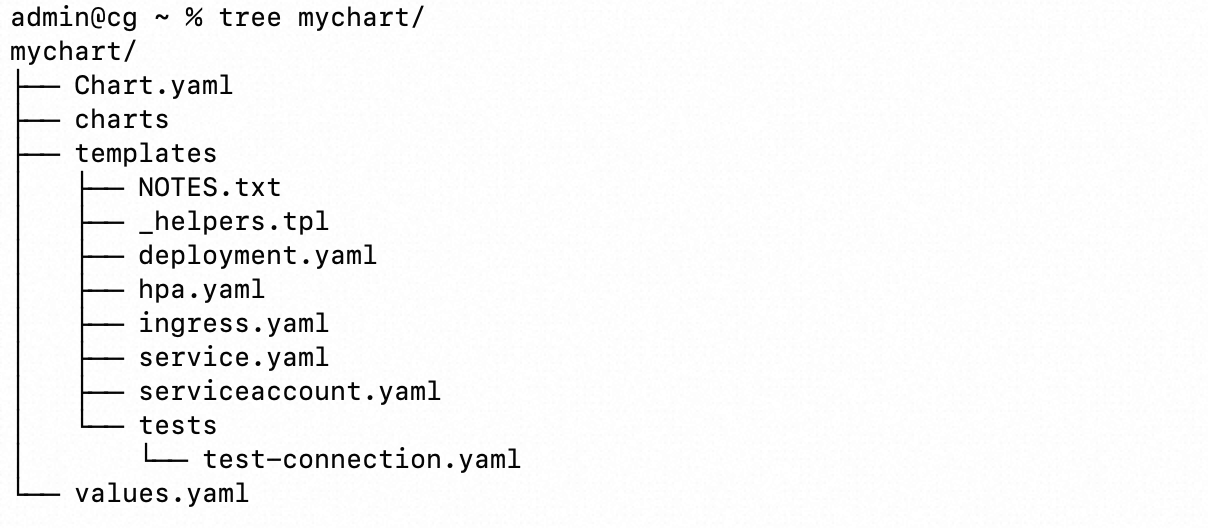 admin@cg ~ % tree mychart/
mychart/
├── Chart.yaml
├── charts
├── templates
│   ├── NOTES.txt
│   ├── _helpers.tpl
│   ├── deployment.yaml
│   ├── hpa.yaml
│   ├── ingress.yaml
│   ├── service.yaml
│   ├── serviceaccount.yaml
│   └── tests
│       └── test-connection.yaml
└── values.yaml